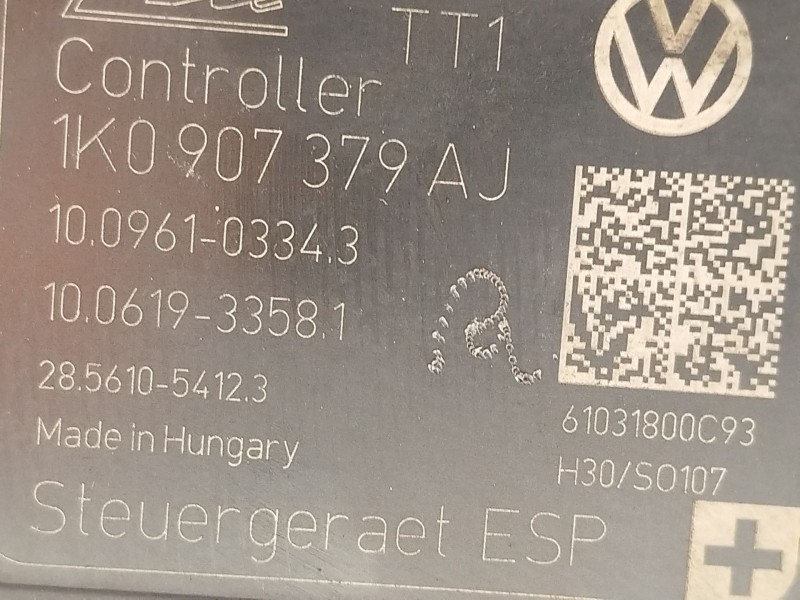 TT1
Controller
1K0 907 379 AJ
10.0961-0334.3
10.0619-3358.1
28.5610-5412.3
Made in Hungary
61031800C93
H30/SO107
Steuergeraet ESP